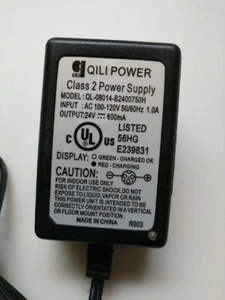 QILI POWER
Class 2 Power Supply
MODEL: QL-08014-B2400750H
INPUT : AC 100-120V 50/60Hz 1.0A
OUTPUT:24V 600mA
c UL US LISTED
56HG
E239831
DISPLAY: GREEN - CHARGED OK
RED - CHARGING
CAUTION:
FOR INDOOR USE ONLY
RISK OF ELECTRIC SHOCK.DO NOT
EXPOSE TO LIQUID,VAPOR OR RAIN
THIS POWER UNIT IS INTENDED TO BE
CORRECTLY ORIENTATED IN A VERTICAL
OR FLOOR MOUNT POSITION .
MADE IN CHINA R003